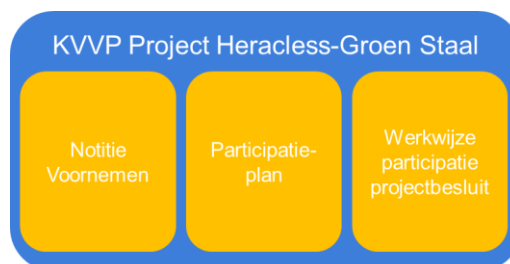 KVVP Project Heracless-Groen Staal
Notitie
Voornemen
Participatie-
plan
Werkwijze
participatie
projectbesluit